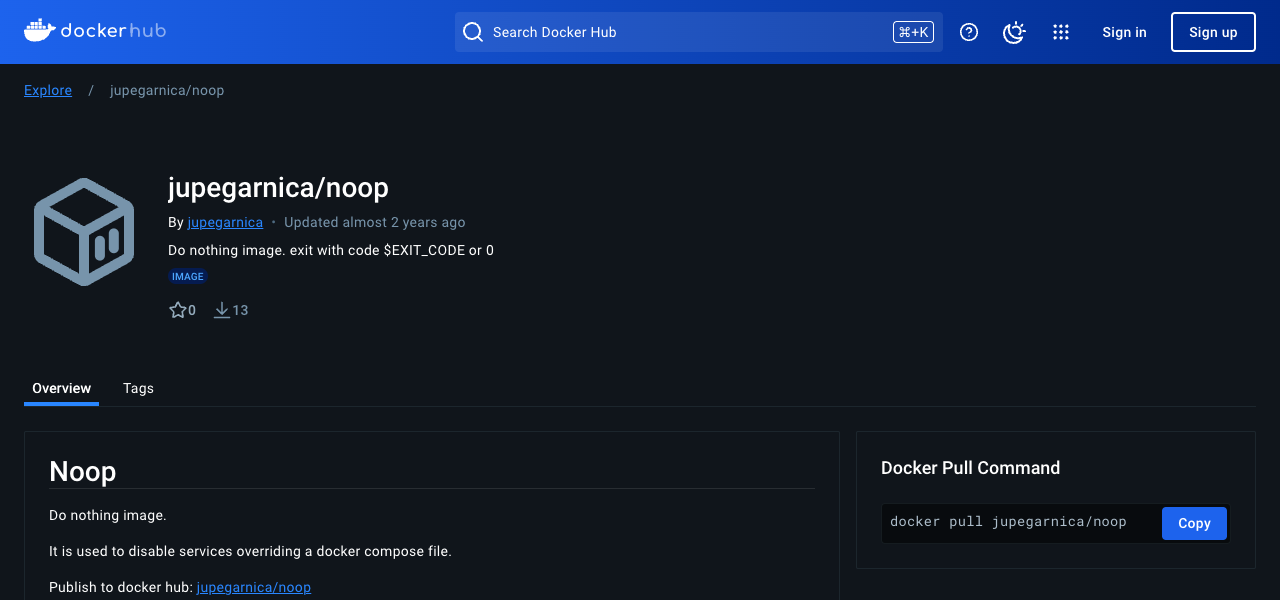 dockerhub
Search Docker Hub
⌘+K
Sign in
Sign up
Explore / jupegarnica/noop
jupegarnica/noop
By jupegarnica • Updated almost 2 years ago
Do nothing image. exit with code $EXIT_CODE or 0
IMAGE
0 13
Overview Tags
Noop
Do nothing image.
It is used to disable services overriding a docker compose file.
Publish to docker hub: jupegarnica/noop
Docker Pull Command
docker pull jupegarnica/noop
Copy